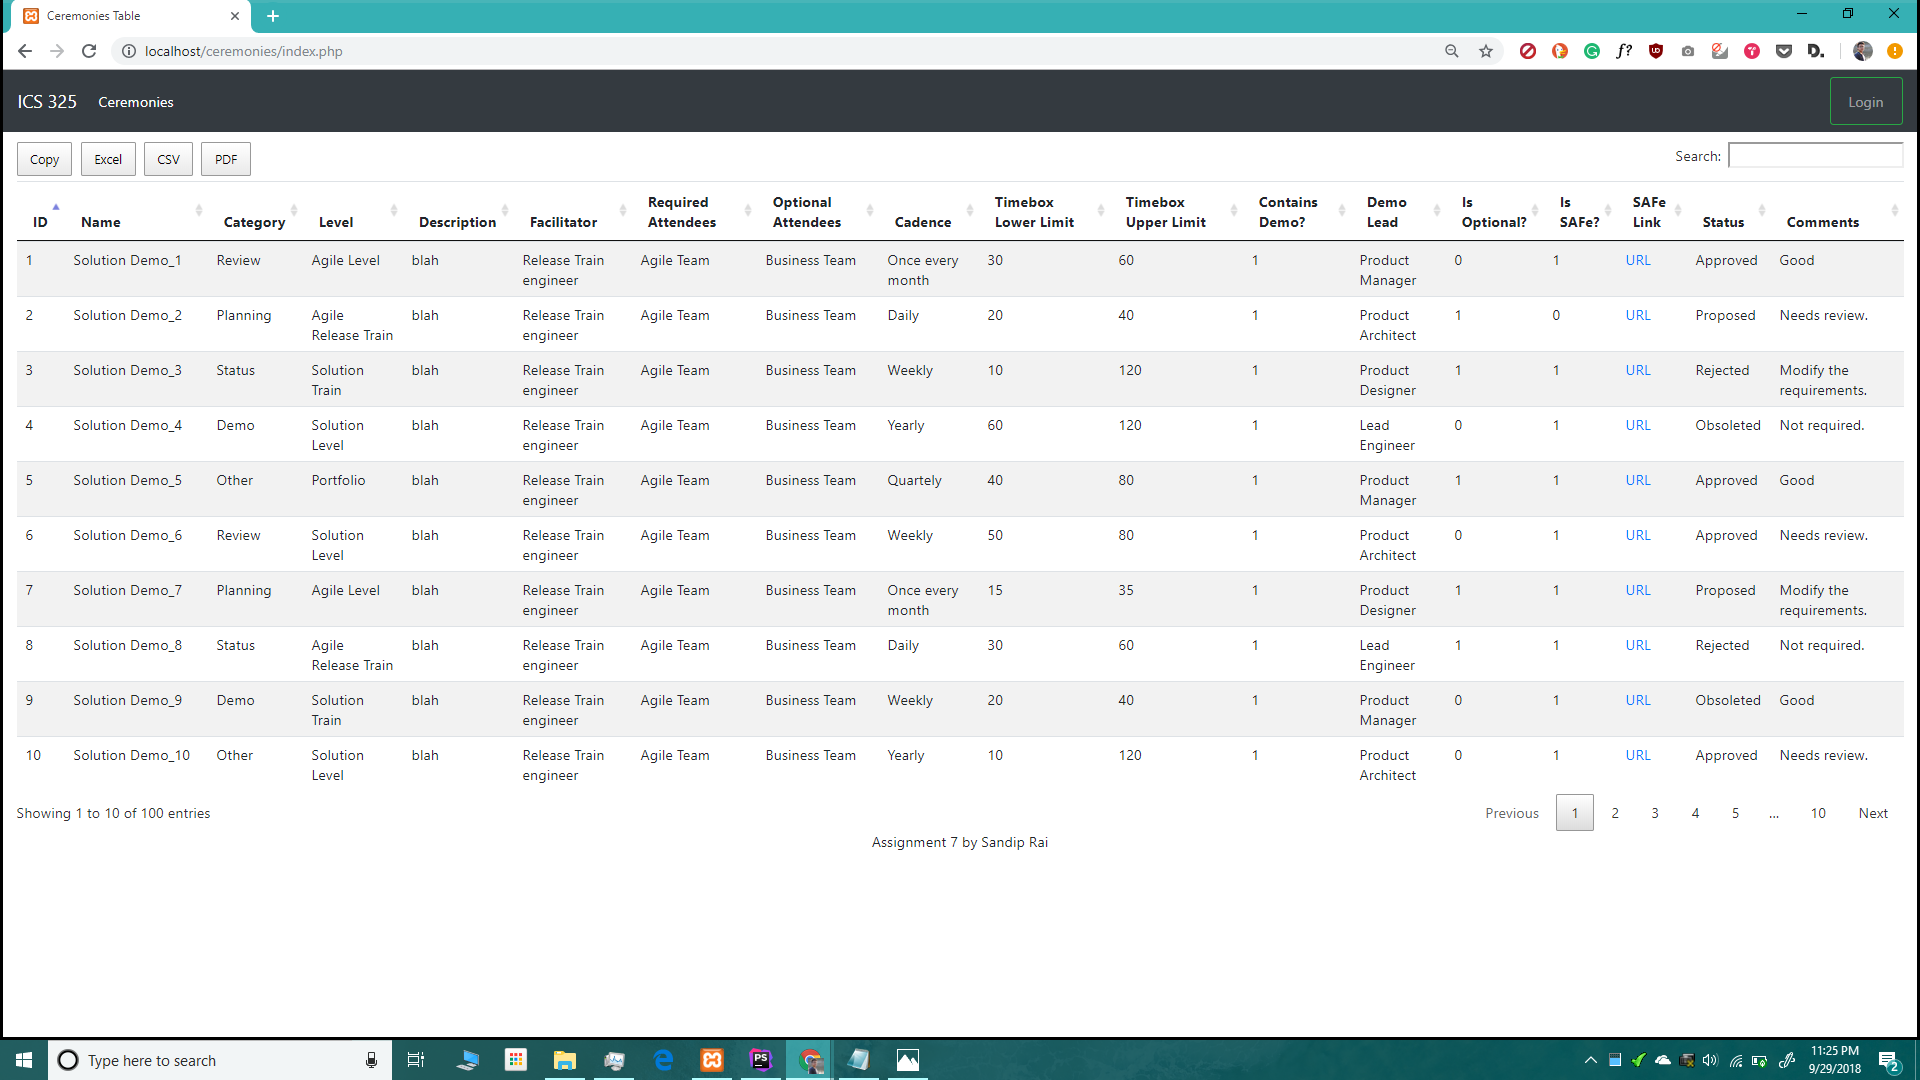 Ceremonies Table
localhost/ceremonies/index.php
ICS 325 Ceremonies Login
Copy Excel CSV PDF Search:
ID Name Category Level Description Facilitator Required Attendees Optional Attendees Cadence Timebox Lower Limit Timebox Upper Limit Contains Demo? Demo Lead Is Optional? Is SAFe? SAFe Link Status Comments
1 Solution Demo_1 Review Agile Level blah Release Train engineer Agile Team Business Team Once every month 30 60 1 Product Manager 0 1 URL Approved Good
2 Solution Demo_2 Planning Agile Release Train blah Release Train engineer Agile Team Business Team Daily 20 40 1 Product Architect 1 0 URL Proposed Needs review.
3 Solution Demo_3 Status Solution Train blah Release Train engineer Agile Team Business Team Weekly 10 120 1 Product Designer 1 1 URL Rejected Modify the requirements.
4 Solution Demo_4 Demo Solution Level blah Release Train engineer Agile Team Business Team Yearly 60 120 1 Lead Engineer 0 1 URL Obsoleted Not required.
5 Solution Demo_5 Other Portfolio blah Release Train engineer Agile Team Business Team Quartely 40 80 1 Product Manager 1 1 URL Approved Good
6 Solution Demo_6 Review Solution Level blah Release Train engineer Agile Team Business Team Weekly 50 80 1 Product Architect 0 1 URL Approved Needs review.
7 Solution Demo_7 Planning Agile Level blah Release Train engineer Agile Team Business Team Once every month 15 35 1 Product Designer 1 1 URL Proposed Modify the requirements.
8 Solution Demo_8 Status Agile Release Train blah Release Train engineer Agile Team Business Team Daily 30 60 1 Lead Engineer 1 1 URL Rejected Not required.
9 Solution Demo_9 Demo Solution Train blah Release Train engineer Agile Team Business Team Weekly 20 40 1 Product Manager 0 1 URL Obsoleted Good
10 Solution Demo_10 Other Solution Level blah Release Train engineer Agile Team Business Team Yearly 10 120 1 Product Architect 0 1 URL Approved Needs review.
Showing 1 to 10 of 100 entries Previous 1 2 3 4 5 ... 10 Next
Assignment 7 by Sandip Rai
Type here to search
PS
11:25 PM
9/29/2018
2